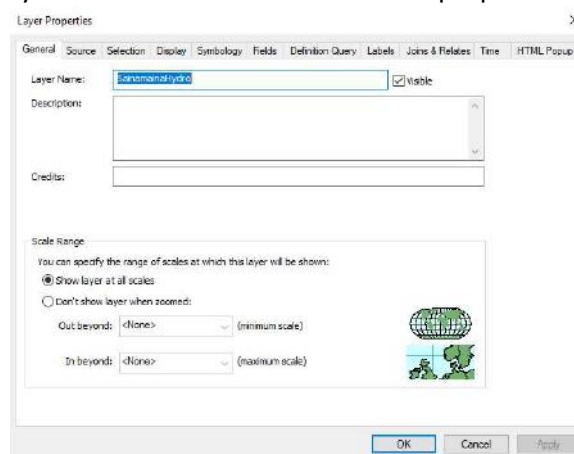 Layer Properties
General Source Selection Display Symbology Fields Definition Query Labels Joins & Relates Time HTML Popup
Layer Name: SainamainaHydro Visible
Description:
Credits:
Scale Range
You can specify the range of scales at which this layer will be shown:
Show layer at all scales
Don't show layer when zoomed:
Out beyond: <None> (minimum scale)
In beyond: <None> (maximum scale)
OK Cancel Apply